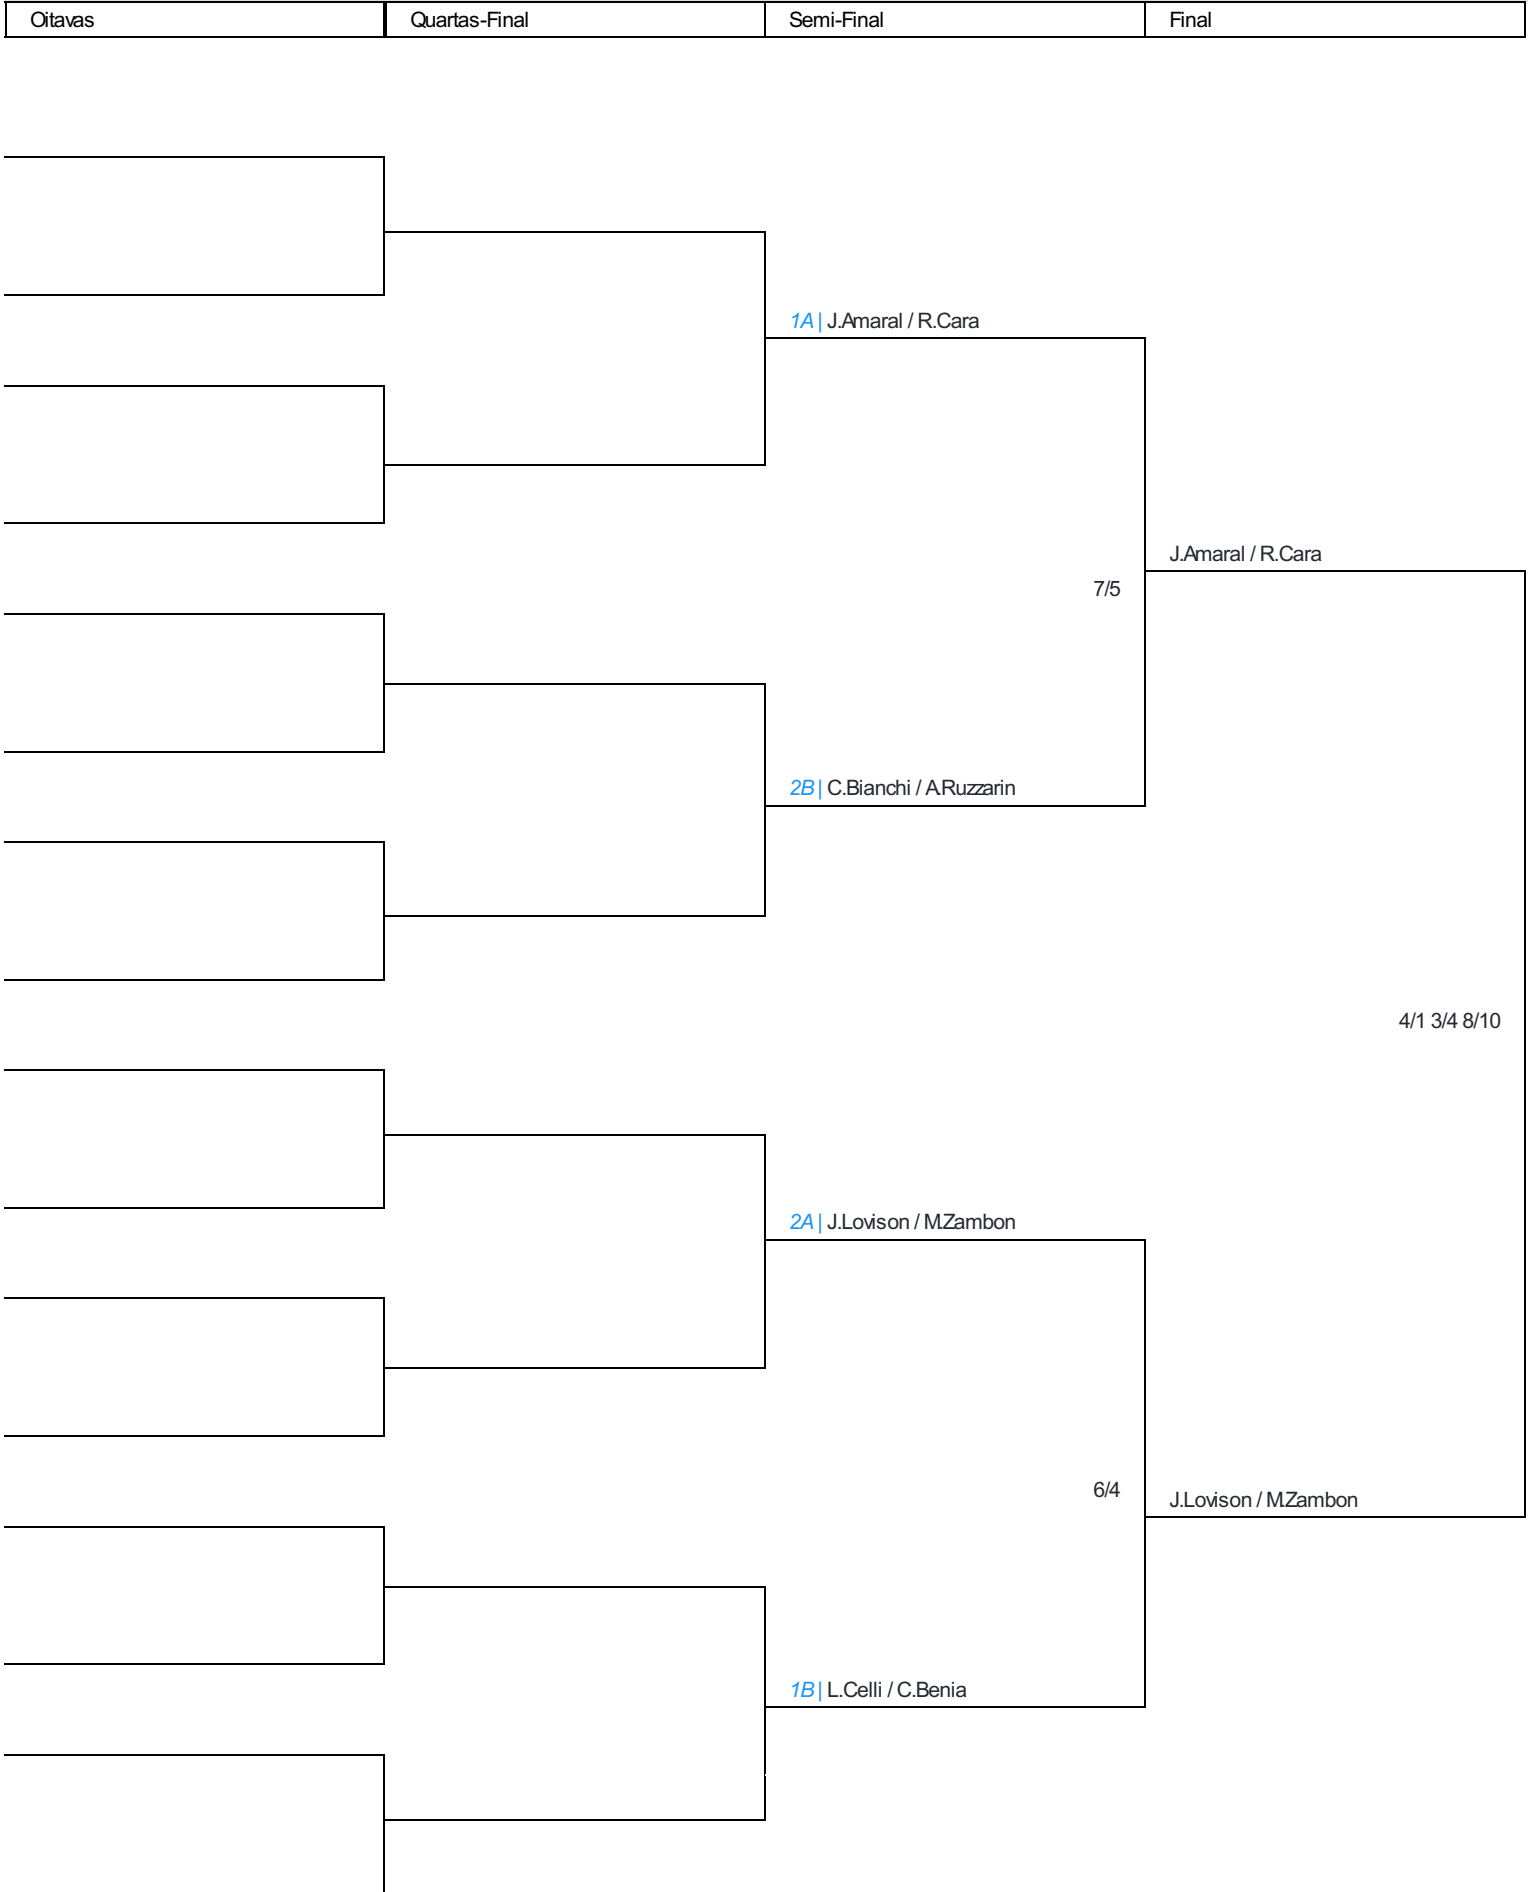 Oitavas
Quartas-Final
Semi-Final
Final
1A | J.Amaral / R.Cara
J.Amaral / R.Cara
7/5
2B | C.Bianchi / A.Ruzzarin
4/1 3/4 8/10
2A | J.Lovison / M.Zambon
6/4
J.Lovison / M.Zambon
1B | L.Celli / C.Benia